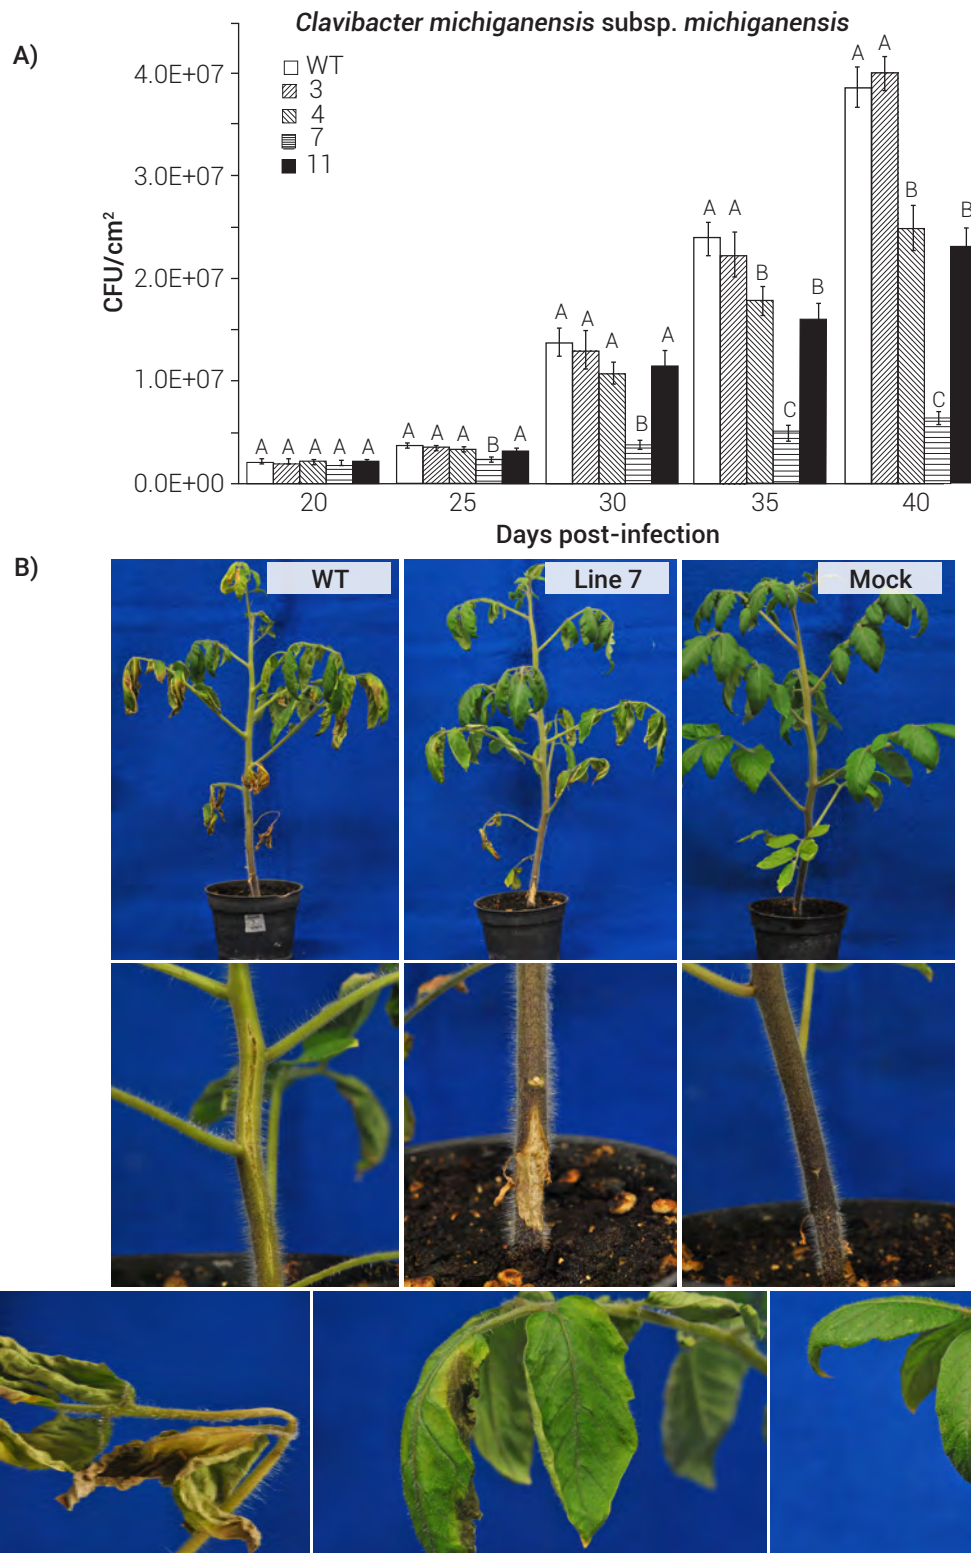 Clavibacter michiganensis subsp. michiganensis
A)
WT
3
4
7
11
4.0E+07
3.0E+07
2.0E+07
1.0E+07
0.0E+00
CFU/cm²
A A A A A
A A A B A
A A A B A
A A B C B
A A B C B
20 25 30 35 40
Days post-infection
B)
WT Line 7 Mock